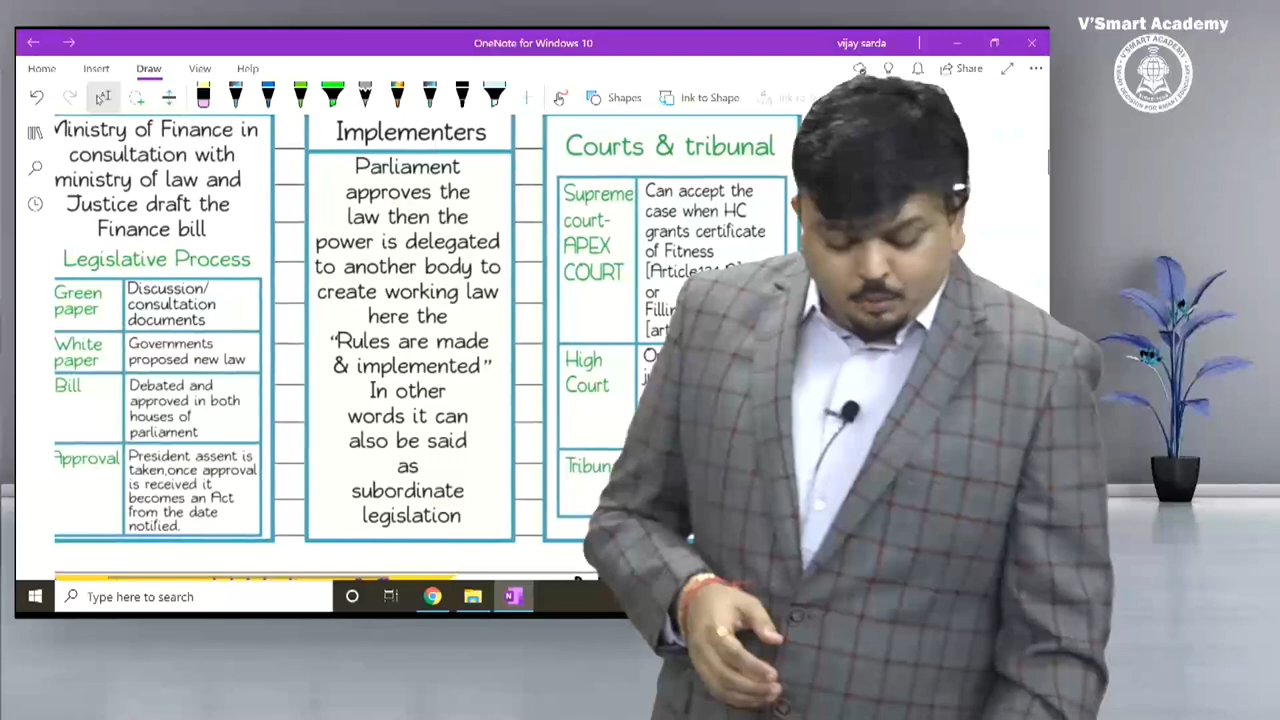 V'Smart Academy
OneNote for Windows 10
vijay sarda
Home
Insert
Draw
View
Help
Share
Shapes
Ink to Shape
Ink to
Ministry of Finance in
consultation with
ministry of law and
Justice draft the
Finance bill
Legislative Process
Green
paper
Discussion/
consultation
documents
White
paper
Governments
proposed new law
Bill
Debated and
approved in both
houses of
parliament
Approval
President assent is
taken,once approval
is received it
becomes an Act
from the date
notified.
Implementers
Parliament
approves the
law then the
power is delegated
to another body to
create working law
here the
"Rules are made
& implemented"
In other
words it can
also be said
as
subordinate
legislation
Courts & tribunal
Supreme
court-
APEX
COURT
Can accept the
case when HC
grants certificate
of Fitness
or
High
Court
Type here to search